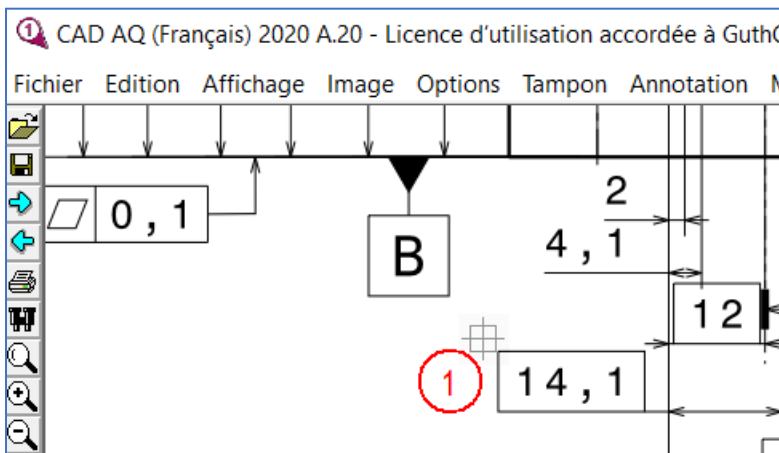 CAD AQ (Français) 2020 A.20 - Licence d'utilisation accordée à Guth
Fichier Edition Affichage Image Options Tampon Annotation
2
0,1
B
4,1
12
1
14,1